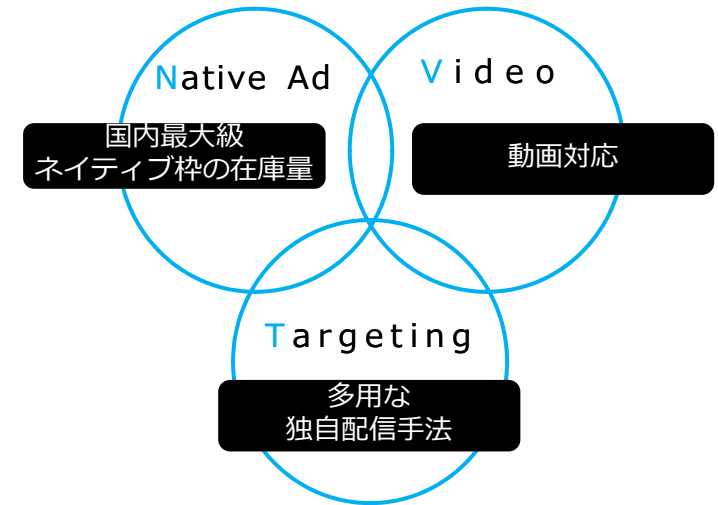 Native Ad
Video
国内最大級
ネイティブ枠の在庫量
動画対応
Targeting
多用な
独自配信手法